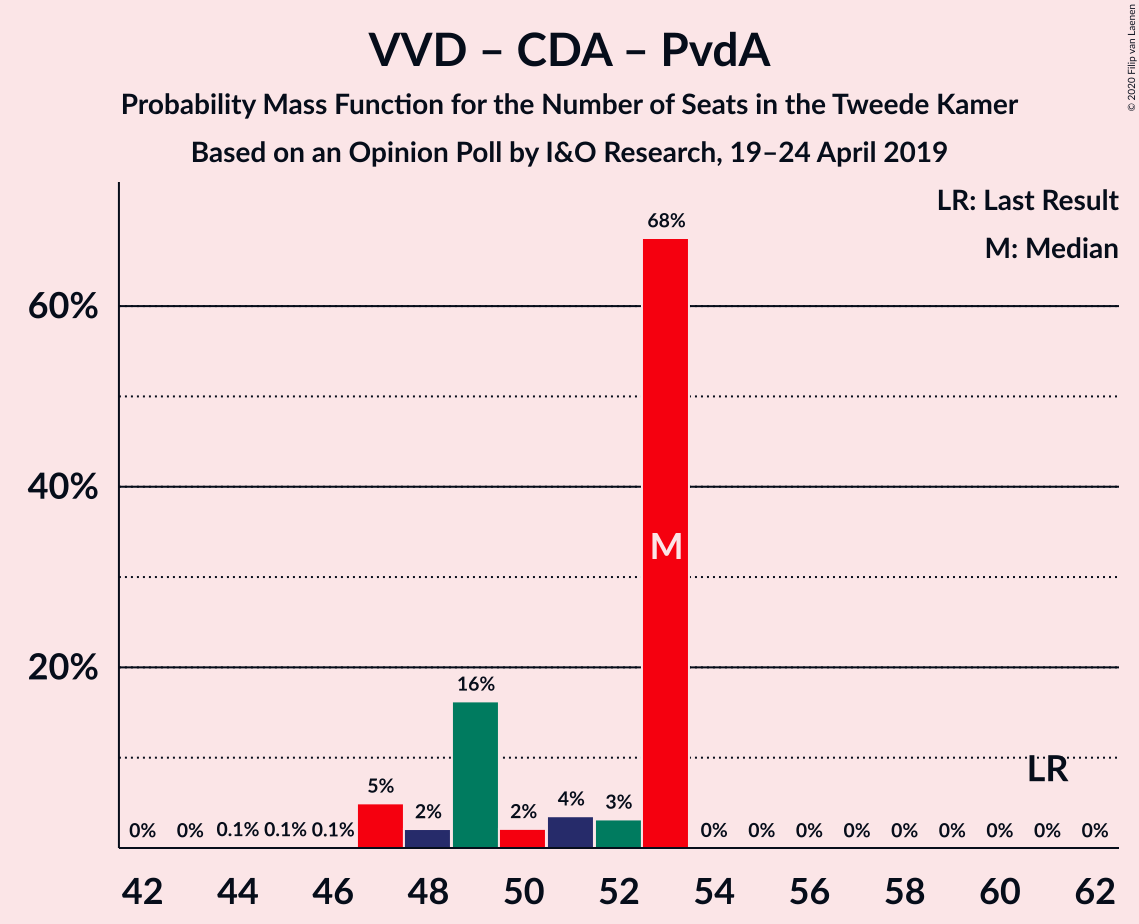 VVD – CDA – PvdA
Probability Mass Function for the Number of Seats in the Tweede Kamer
Based on an Opinion Poll by I&O Research, 19–24 April 2019
© 2020 Filip van Laenen
LR: Last Result
M: Median
68%
60%
M
40%
20%
16%
LR
5%
2%
2%
4%
3%
0% 0% 0.1% 0.1% 0.1% 0% 0% 0% 0% 0% 0% 0% 0% 0%
42 44 46 48 50 52 54 56 58 60 62